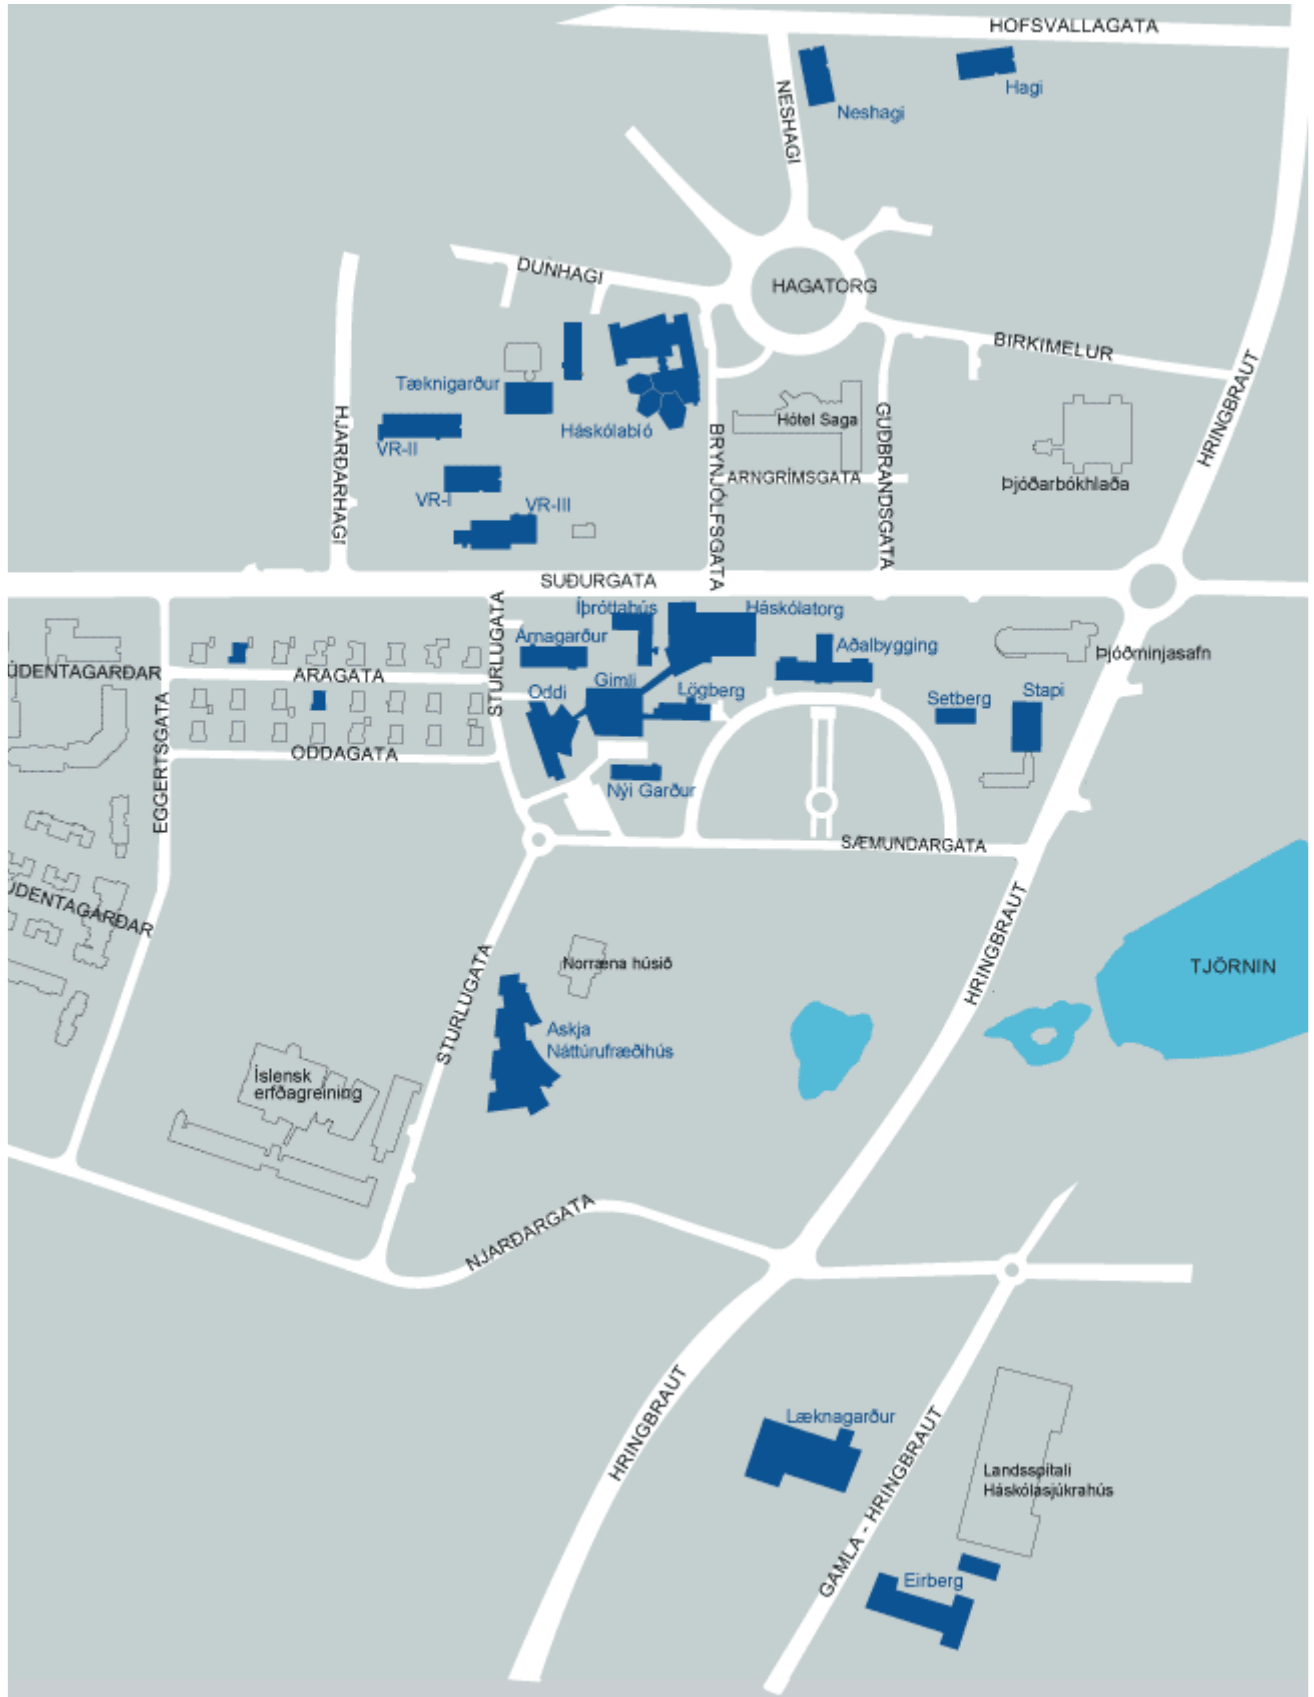 HOFSVALLAGATA
Hagi
Neshagi
NESHAGI
DUNHAGI
HAGATORG
BIRKIMELUR
HRINGBRAUT
Tæknigarður
Háskólabíó
Hótel Saga
GUÐBRANDSGATA
HJARÐARHAGI
VR-II
BRYNJÓLFSGATA
ARNGRÍMSGATA
Þjóðarbókhlaða
VR-I
VR-III
SUÐURGATA
STURLUGATA
Íþróttahús
Háskólatorg
Árnagarður
Aðalbygging
Þjóðminjasafn
ÚDENTAGARÐAR
ARAGATA
Gimli
Oddi
Lögberg
Setberg
Stapi
EGGERTSGATA
ODDAGATA
Nýi Garður
SÆMUNDARGATA
ÚDENTAGARÐAR
HRINGBRAUT
TJÖRNIN
Norræna húsið
STURLUGATA
Askja
Náttúrufræðihús
Íslensk
erfðagreining
NJARÐARGATA
HRINGBRAUT
Læknagarður
GAMLA - HRINGBRAUT
Landsspítali
Háskólasjúkrahús
Eirberg